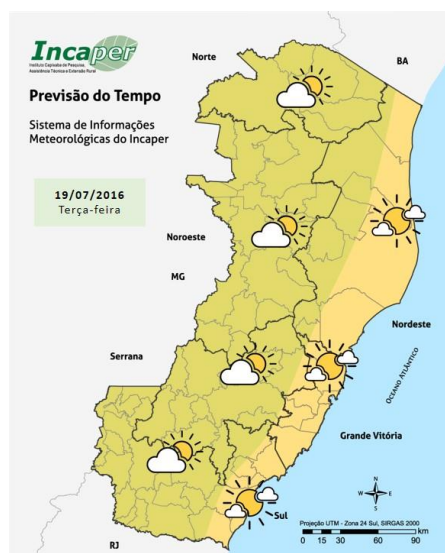 Incaper
Instituto Capixaba de Pesquisa,
Assistência Técnica e Extensão Rural
Previsão do Tempo
Sistema de Informações
Meteorológicas do Incaper
19/07/2016
Terça-feira
Norte
BA
Noroeste
MG
Nordeste
Serrana
OCEANO ATLÂNTICO
Grande Vitória
N
W
E
S
Sul
RJ
Projeção UTM - Zona 24 Sul, SIRGAS 2000
0 15 30 60 90
km